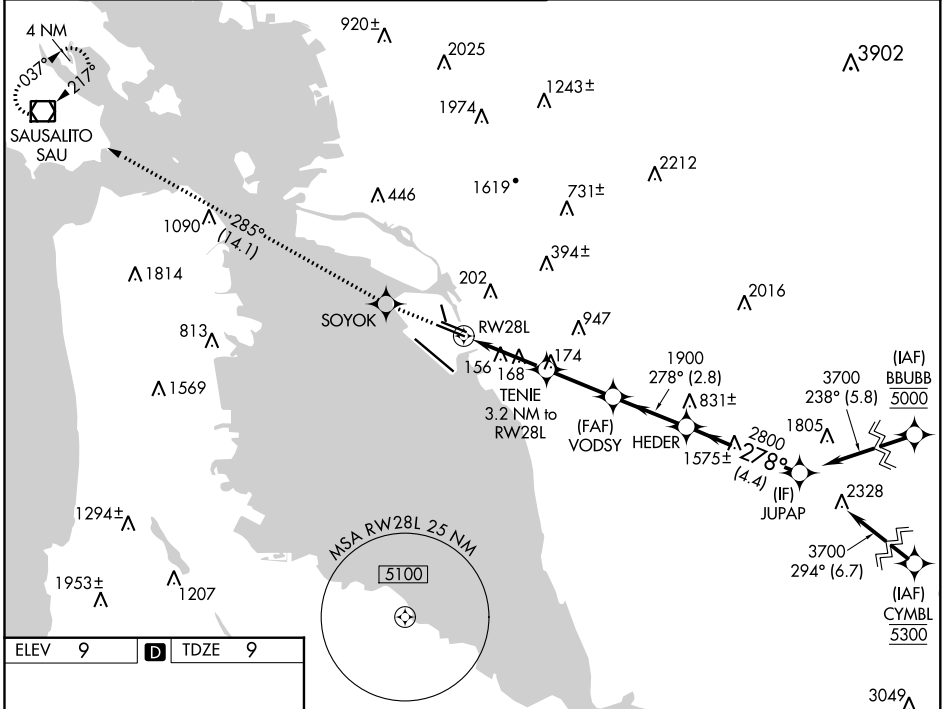 4 NM
037°
217°
SAUSALITO
SAU
920±
2025
1974
1243±
3902
446
1619
731±
2212
1090
285°
(14.1)
394±
1814
202
2016
SOYOK
RW28L
947
813
156
168
174
1569
TENIE
3.2 NM to
RW28L
1900
278° (2.8)
831±
(FAF)
VODSY
HEDER
1575±
2800
278°
(4.4)
1805
3700
238° (5.8)
(IAF)
BBUBB
5000
(IF)
JUPAP
2328
3700
294° (6.7)
(IAF)
CYMBL
5300
1294±
1953±
1207
MSA RW28L 25 NM
5100
ELEV 9 D TDZE 9
3049